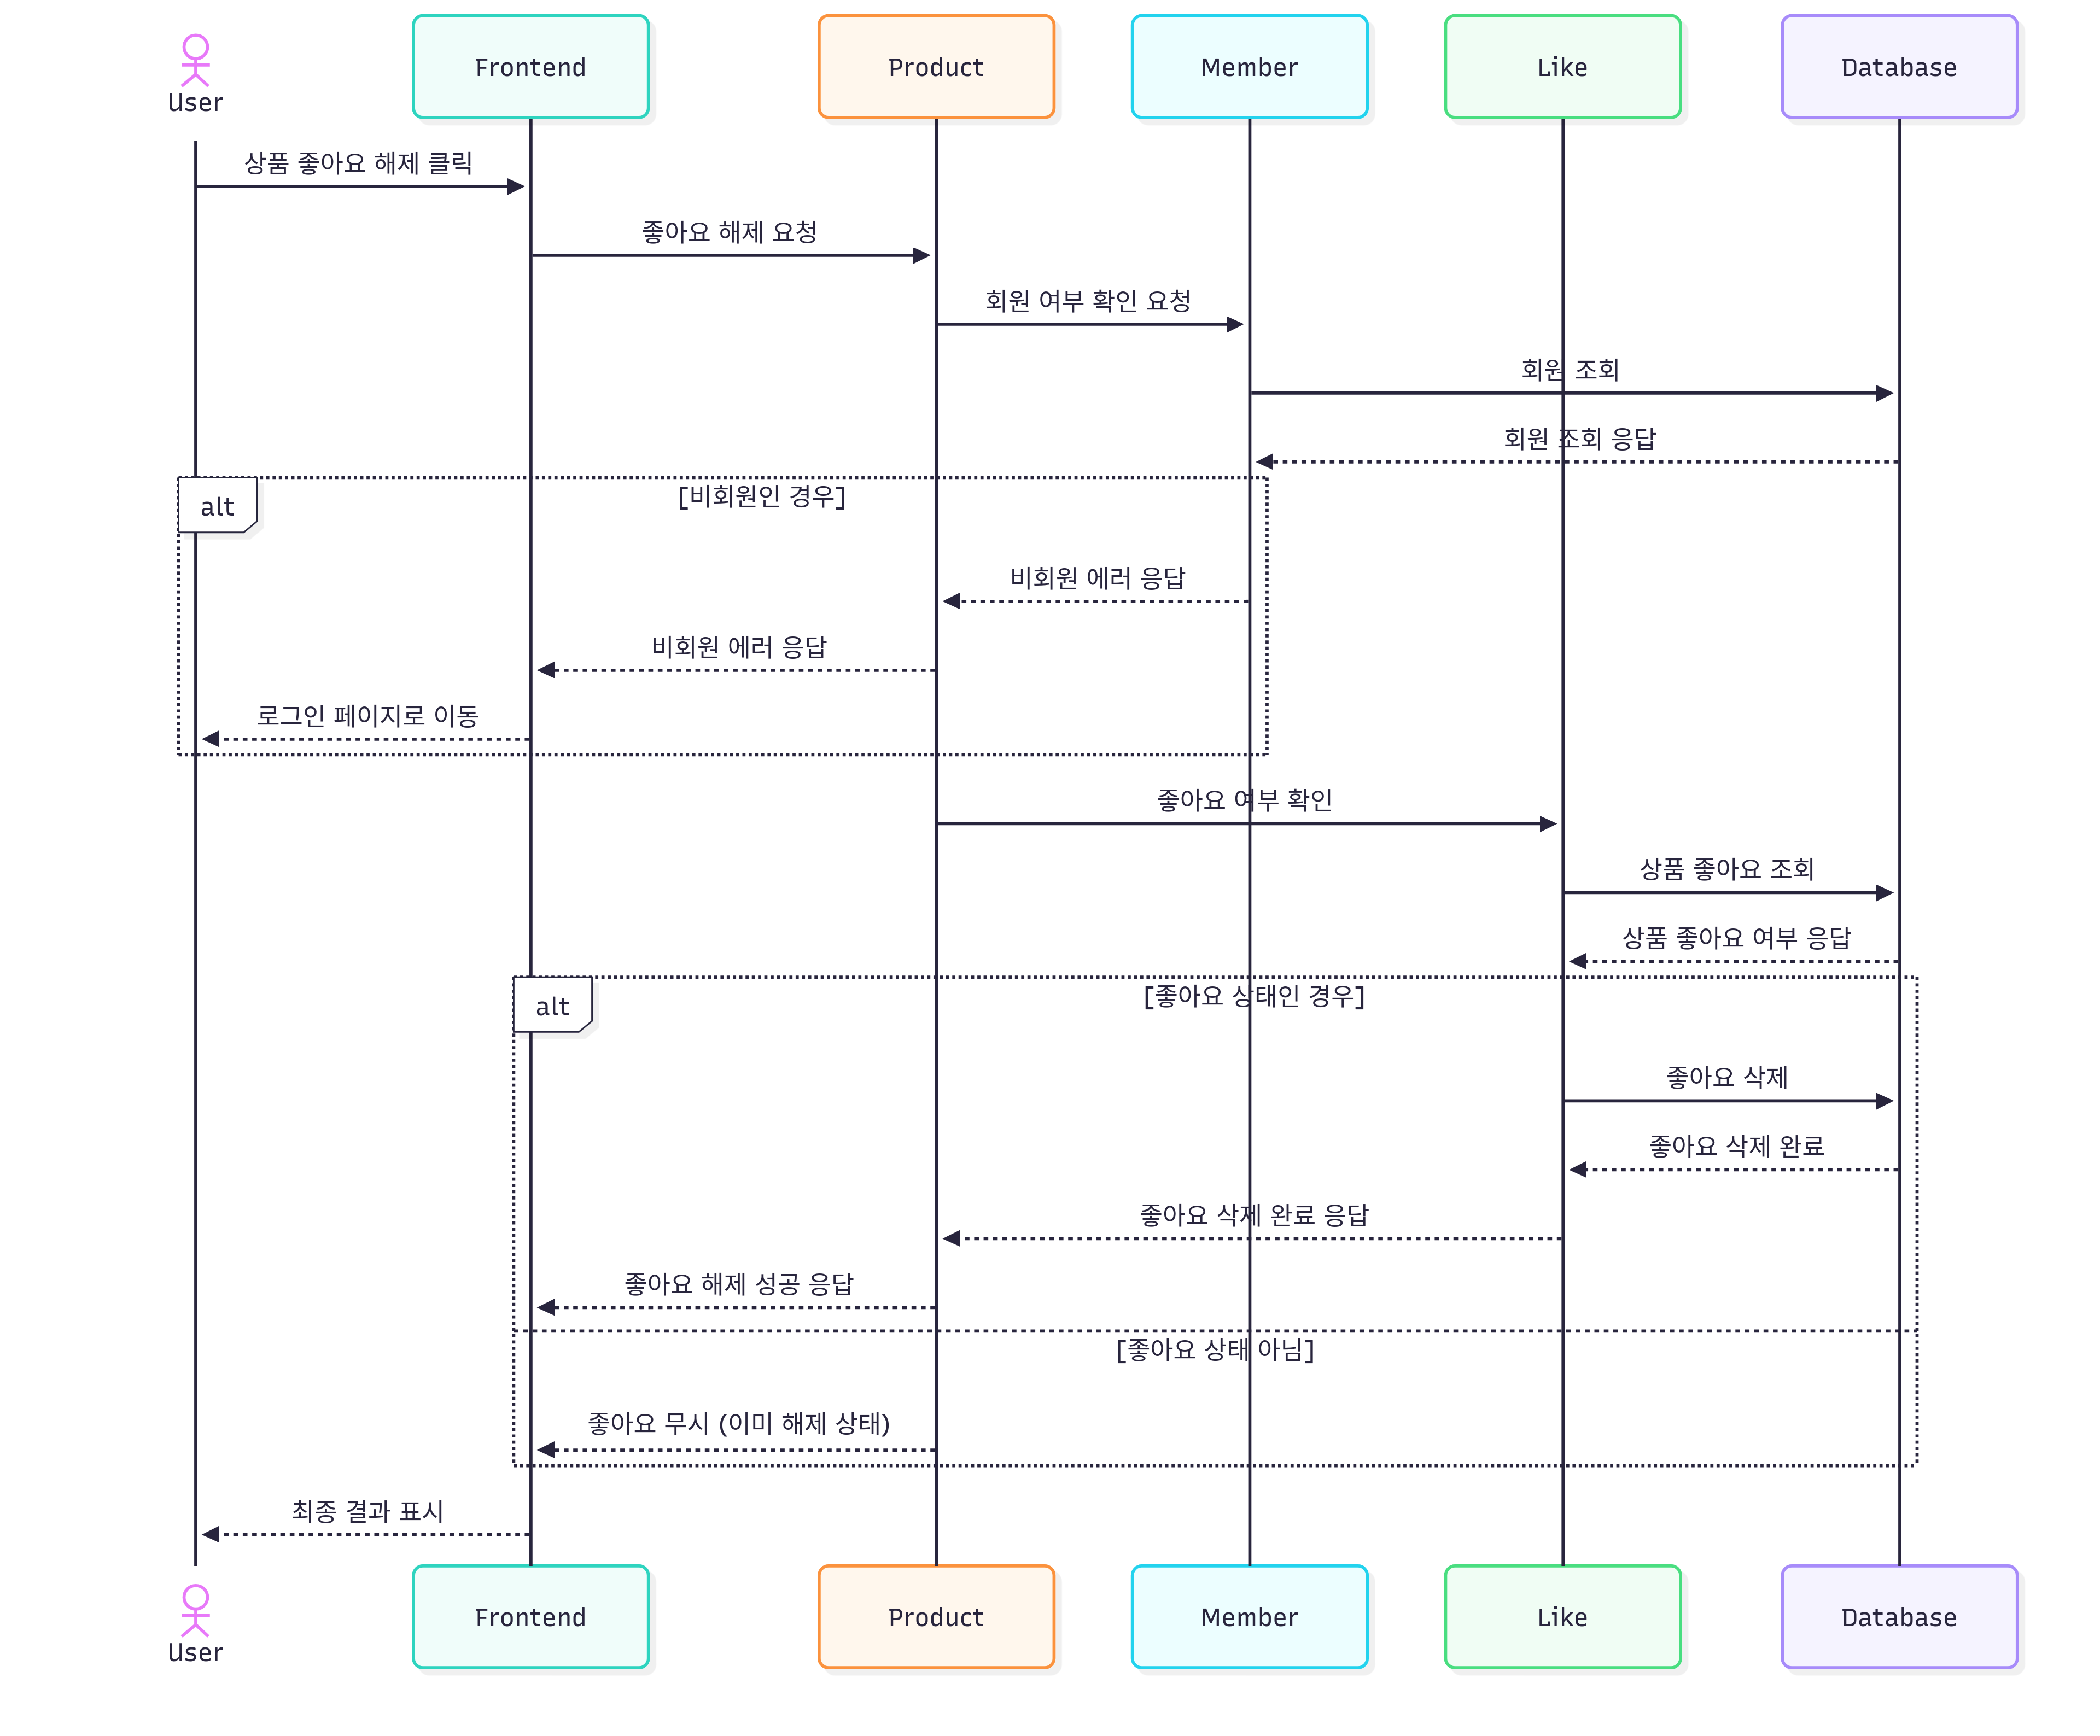 User
Frontend
Product
Member
Like
Database
상품 좋아요 해제 클릭
좋아요 해제 요청
회원 여부 확인 요청
회원 조회
회원 조회 응답
alt
[비회원인 경우]
비회원 에러 응답
비회원 에러 응답
로그인 페이지로 이동
좋아요 여부 확인
상품 좋아요 조회
상품 좋아요 여부 응답
alt
[좋아요 상태인 경우]
좋아요 삭제
좋아요 삭제 완료
좋아요 삭제 완료 응답
좋아요 해제 성공 응답
[좋아요 상태 아님]
좋아요 무시 (이미 해제 상태)
최종 결과 표시
User
Frontend
Product
Member
Like
Database